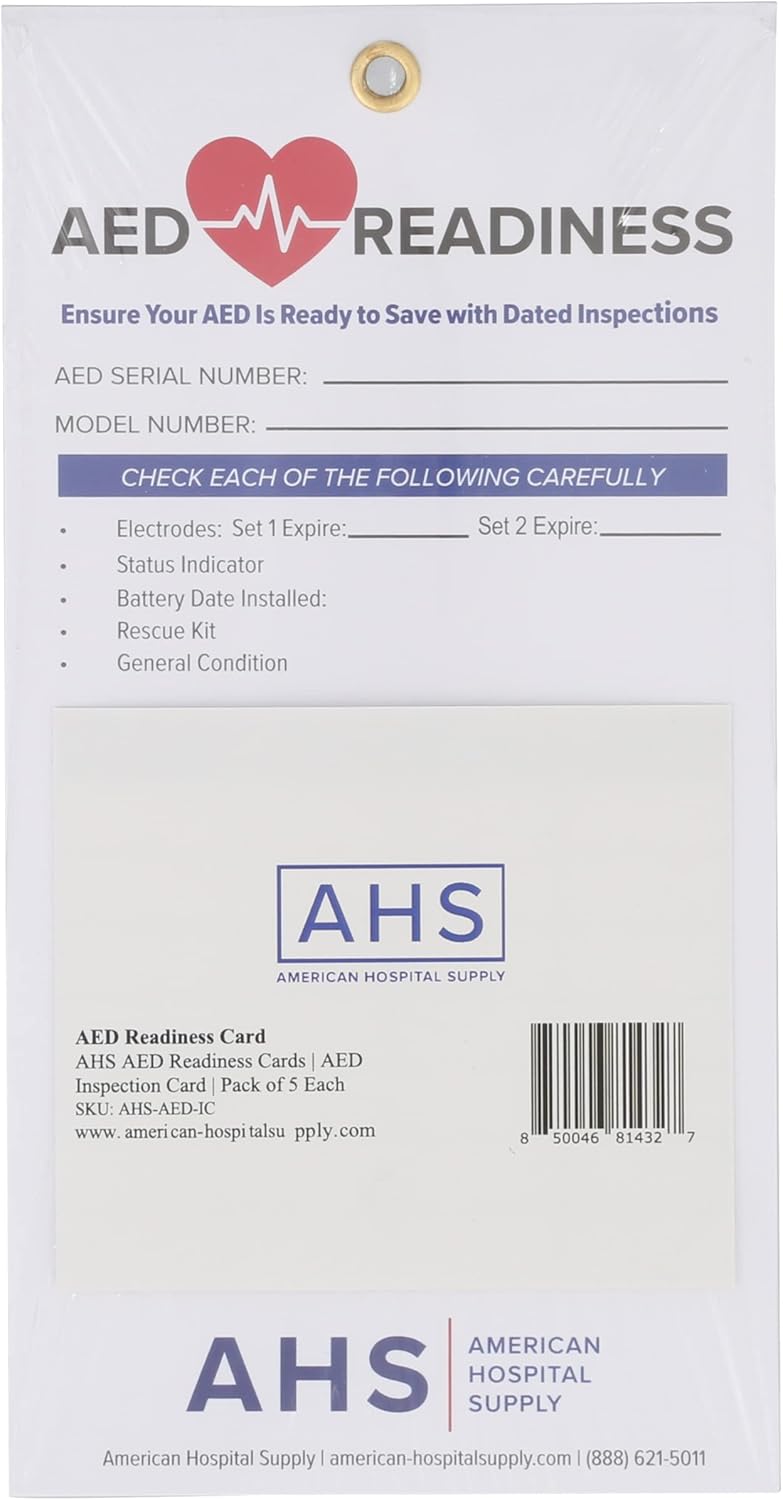 AED READINESS
Ensure Your AED Is Ready to Save with Dated Inspections
AED SERIAL NUMBER:
MODEL NUMBER:
CHECK EACH OF THE FOLLOWING CAREFULLY
• Electrodes: Set 1 Expire: Set 2 Expire:
• Status Indicator
• Battery Date Installed:
• Rescue Kit
• General Condition
AHS
AMERICAN HOSPITAL SUPPLY
AED Readiness Card
AHS AED Readiness Cards | AED
Inspection Card | Pack of 5 Each
SKU: AHS-AED-IC
www. american-hospitalsu pply.com
8 50046 81432 7
AHS
AMERICAN
HOSPITAL
SUPPLY
American Hospital Supply | american-hospitalsupply.com | (888) 621-5011